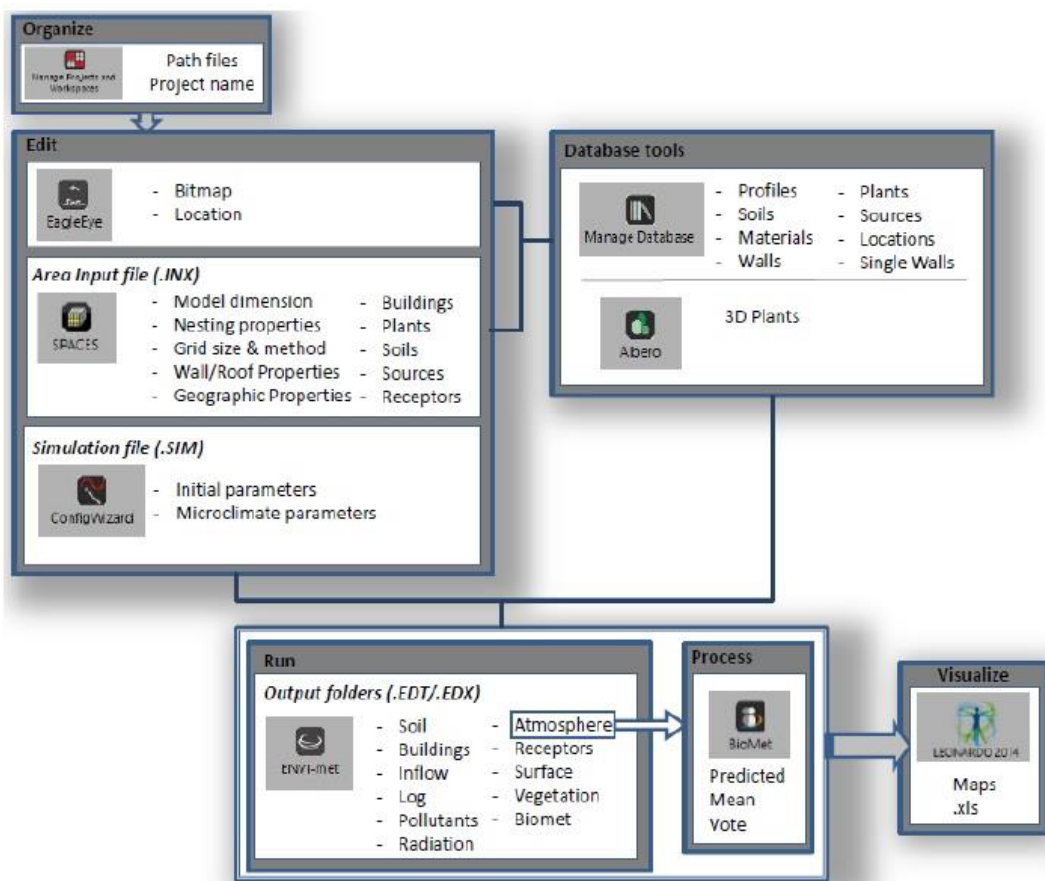 Organize
Manage Projects and
Workspaces
Path files
Project name
Edit
EagleEye
- Bitmap
- Location
Area Input file (.INX)
SPACES
- Model dimension
- Nesting properties
- Grid size & method
- Wall/Roof Properties
- Geographic Properties
- Buildings
- Plants
- Soils
- Sources
- Receptors
Simulation file (.SIM)
ConfigWizard
- Initial parameters
- Microclimate parameters
Database tools
Manage Database
- Profiles
- Soils
- Materials
- Walls
- Plants
- Sources
- Locations
- Single Walls
Albero
3D Plants
Run
Output folders (.EDT/.EDX)
ENVI-met
- Soil
- Buildings
- Inflow
- Log
- Pollutants
- Radiation
- Atmosphere
- Receptors
- Surface
- Vegetation
- Biomet
Process
BioMet
Predicted
Mean
Vote
Visualize
LEONARDO 2014
Maps
.xls